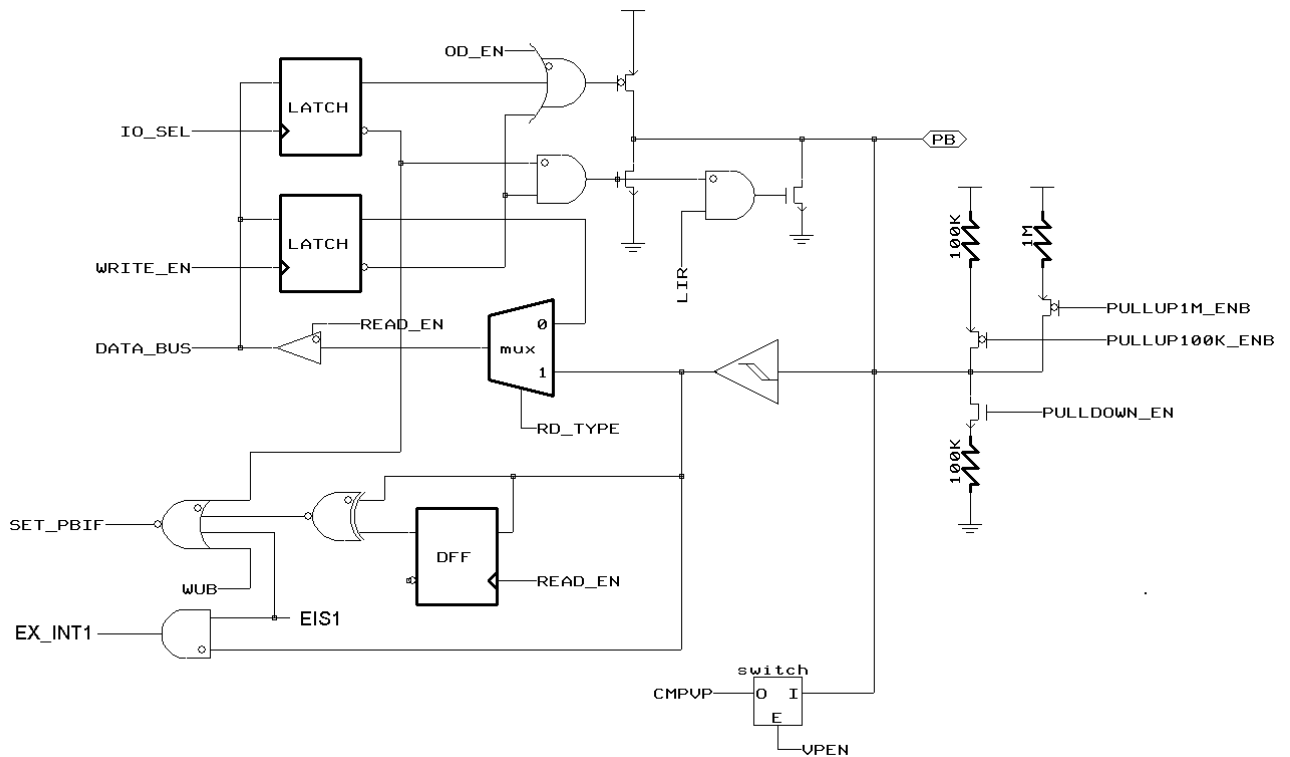 OD_EN
LATCH
IO_SEL
PB
LATCH
WRITE_EN
LIR
100K
1M
READ_EN
0
PULLUP1M_ENB
DATA_BUS
mux
PULLUP100K_ENB
1
RD_TYPE
PULLDOWN_EN
100K
SET_PBIF
DFF
WUB
READ_EN
EIS1
EX_INT1
switch
CMPVP
O I
E
VPEN